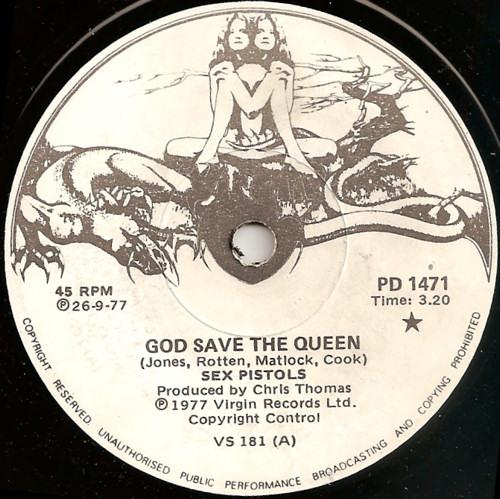 45 RPM
℗26-9-77
PD 1471
Time: 3.20
★
GOD SAVE THE QUEEN
(Jones, Rotten, Matlock, Cook)
SEX PISTOLS
Produced by Chris Thomas
℗1977 Virgin Records Ltd.
Copyright Control
VS 181 (A)
COPYRIGHT RESERVED. UNAUTHORISED PUBLIC PERFORMANCE BROADCASTING AND COPYING PROHIBITED